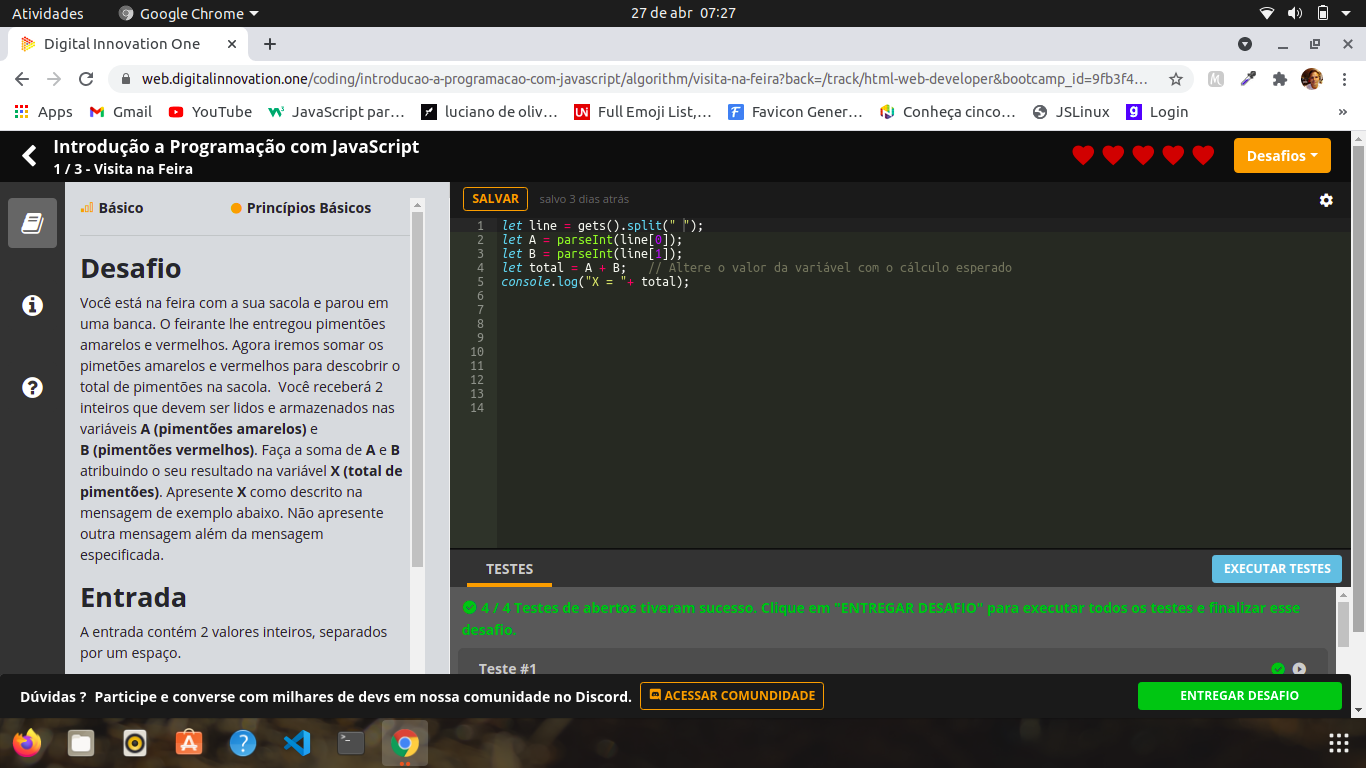 Atividades
Google Chrome
27 de abr 07:27
Digital Innovation One
web.digitalinnovation.one/coding/introducao-a-programacao-com-javascript/algorithm/visita-na-feira?back=/track/html-web-developer&bootcamp_id=9fb3f4…
Apps
Gmail
YouTube
JavaScript par…
luciano de oliv…
Full Emoji List,…
Favicon Gener…
Conheça cinco…
JSLinux
Login
»
Introdução a Programação com JavaScript
1 / 3 - Visita na Feira
Desafios
Básico
Princípios Básicos
Desafio
Você está na feira com a sua sacola e parou em
uma banca. O feirante lhe entregou pimentões
amarelos e vermelhos. Agora iremos somar os
pimetões amarelos e vermelhos para descobrir o
total de pimentões na sacola.  Você receberá 2
inteiros que devem ser lidos e armazenados nas
variáveis A (pimentões amarelos) e
B (pimentões vermelhos). Faça a soma de A e B
atribuindo o seu resultado na variável X (total de
pimentões). Apresente X como descrito na
mensagem de exemplo abaixo. Não apresente
outra mensagem além da mensagem
especificada.
Entrada
A entrada contém 2 valores inteiros, separados
por um espaço.
SALVAR
salvo 3 dias atrás
1 let line = gets().split(" ");
2 let A = parseInt(line[0]);
3 let B = parseInt(line[1]);
4 let total = A + B;   // Altere o valor da variável com o cálculo esperado
5 console.log("X = "+ total);
6
7
8
9
10
11
12
13
14
TESTES
EXECUTAR TESTES
4 / 4 Testes de abertos tiveram sucesso. Clique em "ENTREGAR DESAFIO" para executar todos os testes e finalizar esse
desafio.
Teste #1
Dúvidas ?  Participe e converse com milhares de devs em nossa comunidade no Discord.
ACESSAR COMUNDIDADE
ENTREGAR DESAFIO